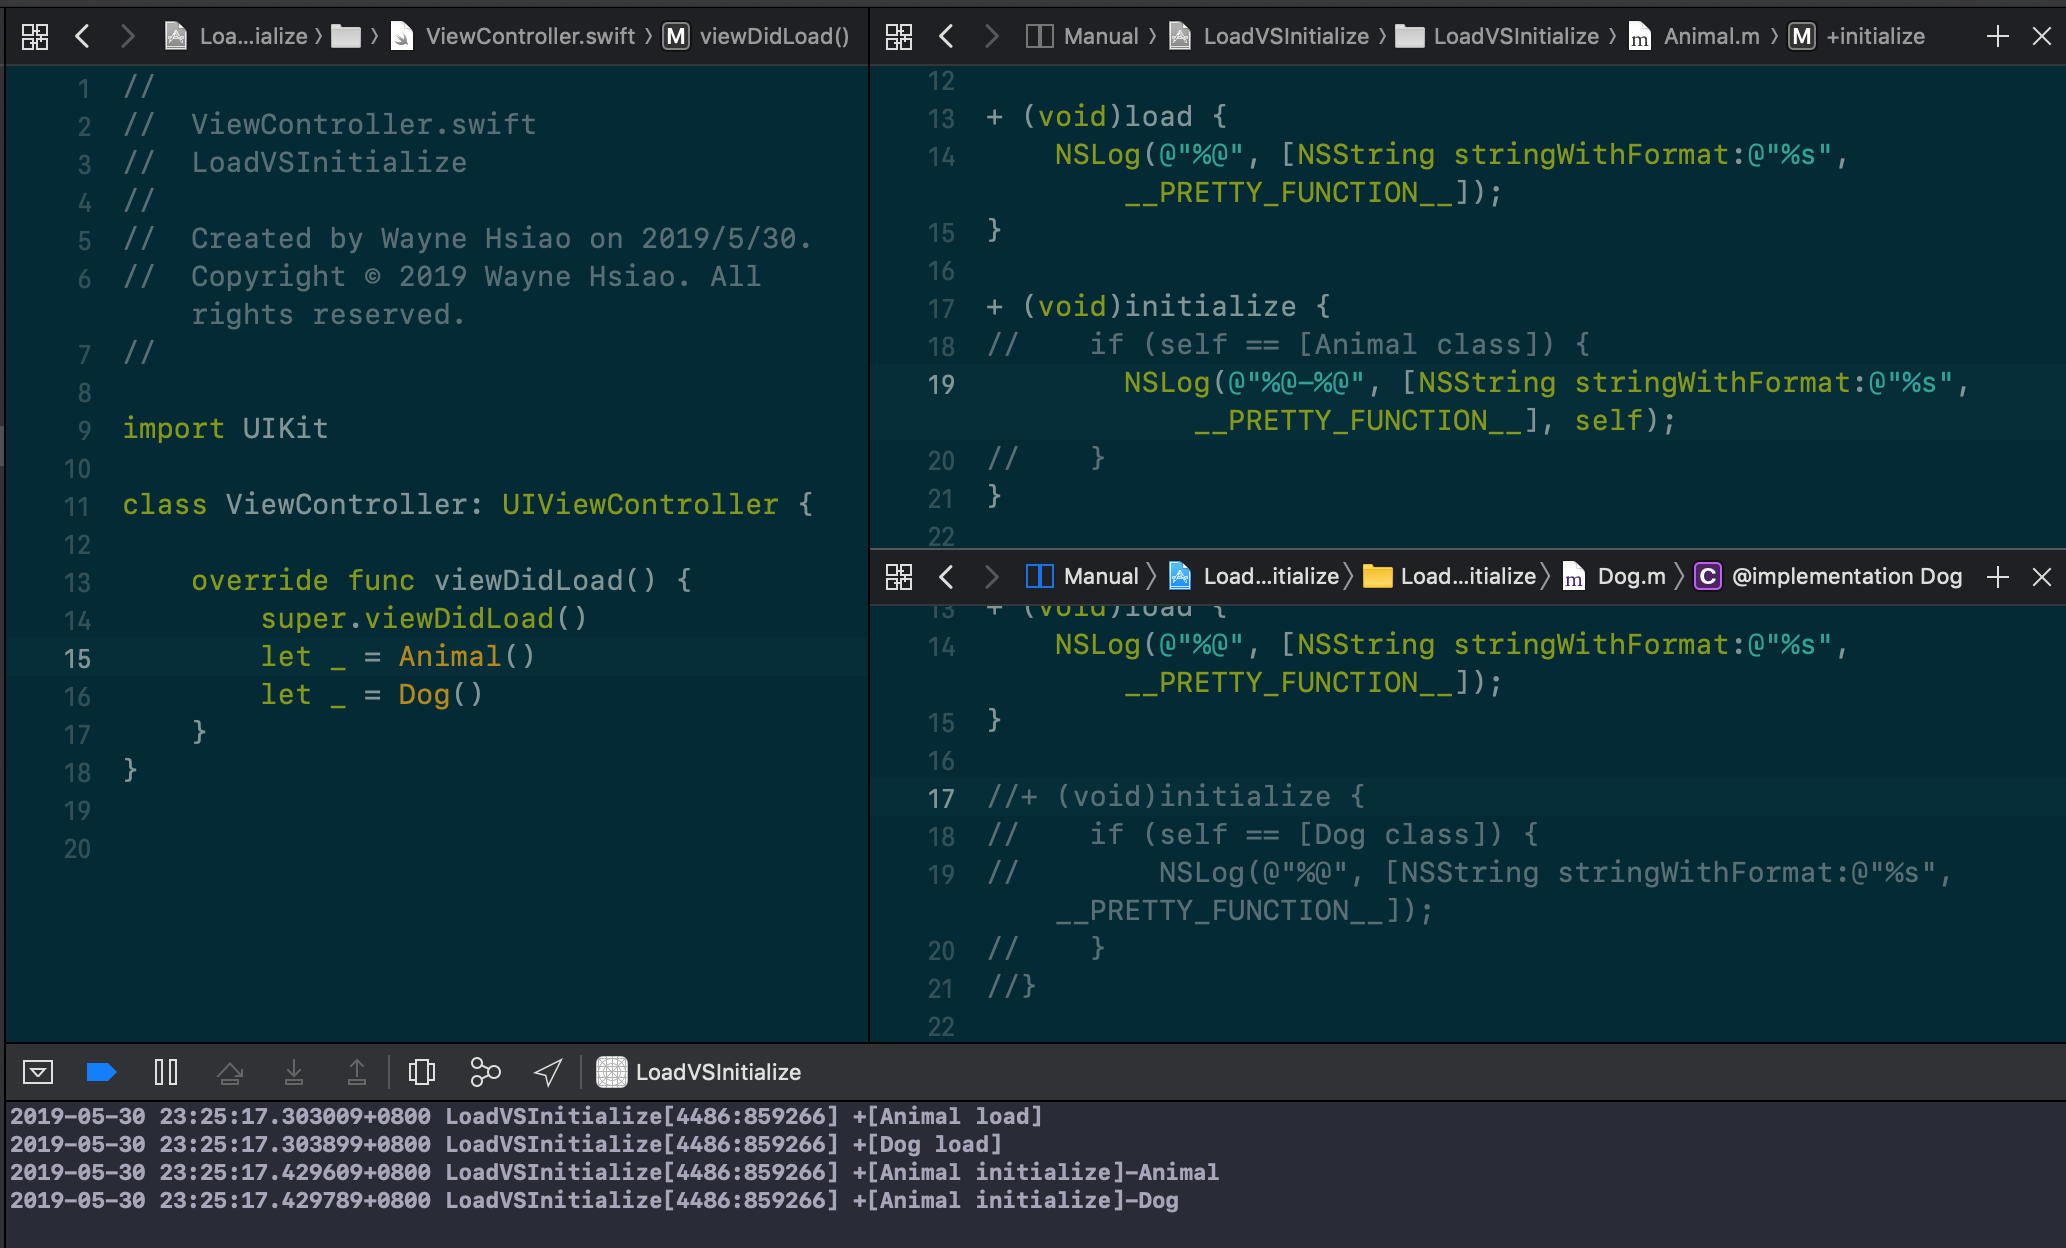 Loa...ialize 〉 〉 ViewController.swift 〉 M viewDidLoad()
1 //
2 //  ViewController.swift
3 //  LoadVSInitialize
4 //
5 //  Created by Wayne Hsiao on 2019/5/30.
6 //  Copyright © 2019 Wayne Hsiao. All
rights reserved.
7 //
8
9 import UIKit
10
11 class ViewController: UIViewController {
12
13     override func viewDidLoad() {
14         super.viewDidLoad()
15         let _ = Animal()
16         let _ = Dog()
17     }
18 }
19
20
Manual 〉 LoadVSInitialize 〉 LoadVSInitialize 〉 m Animal.m 〉 M +initialize
12
13 + (void)load {
14     NSLog(@"%@", [NSString stringWithFormat:@"%s",
__PRETTY_FUNCTION__]);
15 }
16
17 + (void)initialize {
18 //    if (self == [Animal class]) {
19         NSLog(@"%@-%@", [NSString stringWithFormat:@"%s",
__PRETTY_FUNCTION__], self);
20 //    }
21 }
22
Manual 〉 Load...itialize 〉 Load...itialize 〉 m Dog.m 〉 C @implementation Dog
13 + (void)load {
14     NSLog(@"%@", [NSString stringWithFormat:@"%s",
__PRETTY_FUNCTION__]);
15 }
16
17 //+ (void)initialize {
18 //    if (self == [Dog class]) {
19 //        NSLog(@"%@", [NSString stringWithFormat:@"%s",
__PRETTY_FUNCTION__]);
20 //    }
21 //}
22
LoadVSInitialize
2019-05-30 23:25:17.303009+0800 LoadVSInitialize[4486:859266] +[Animal load]
2019-05-30 23:25:17.303899+0800 LoadVSInitialize[4486:859266] +[Dog load]
2019-05-30 23:25:17.429609+0800 LoadVSInitialize[4486:859266] +[Animal initialize]-Animal
2019-05-30 23:25:17.429789+0800 LoadVSInitialize[4486:859266] +[Animal initialize]-Dog